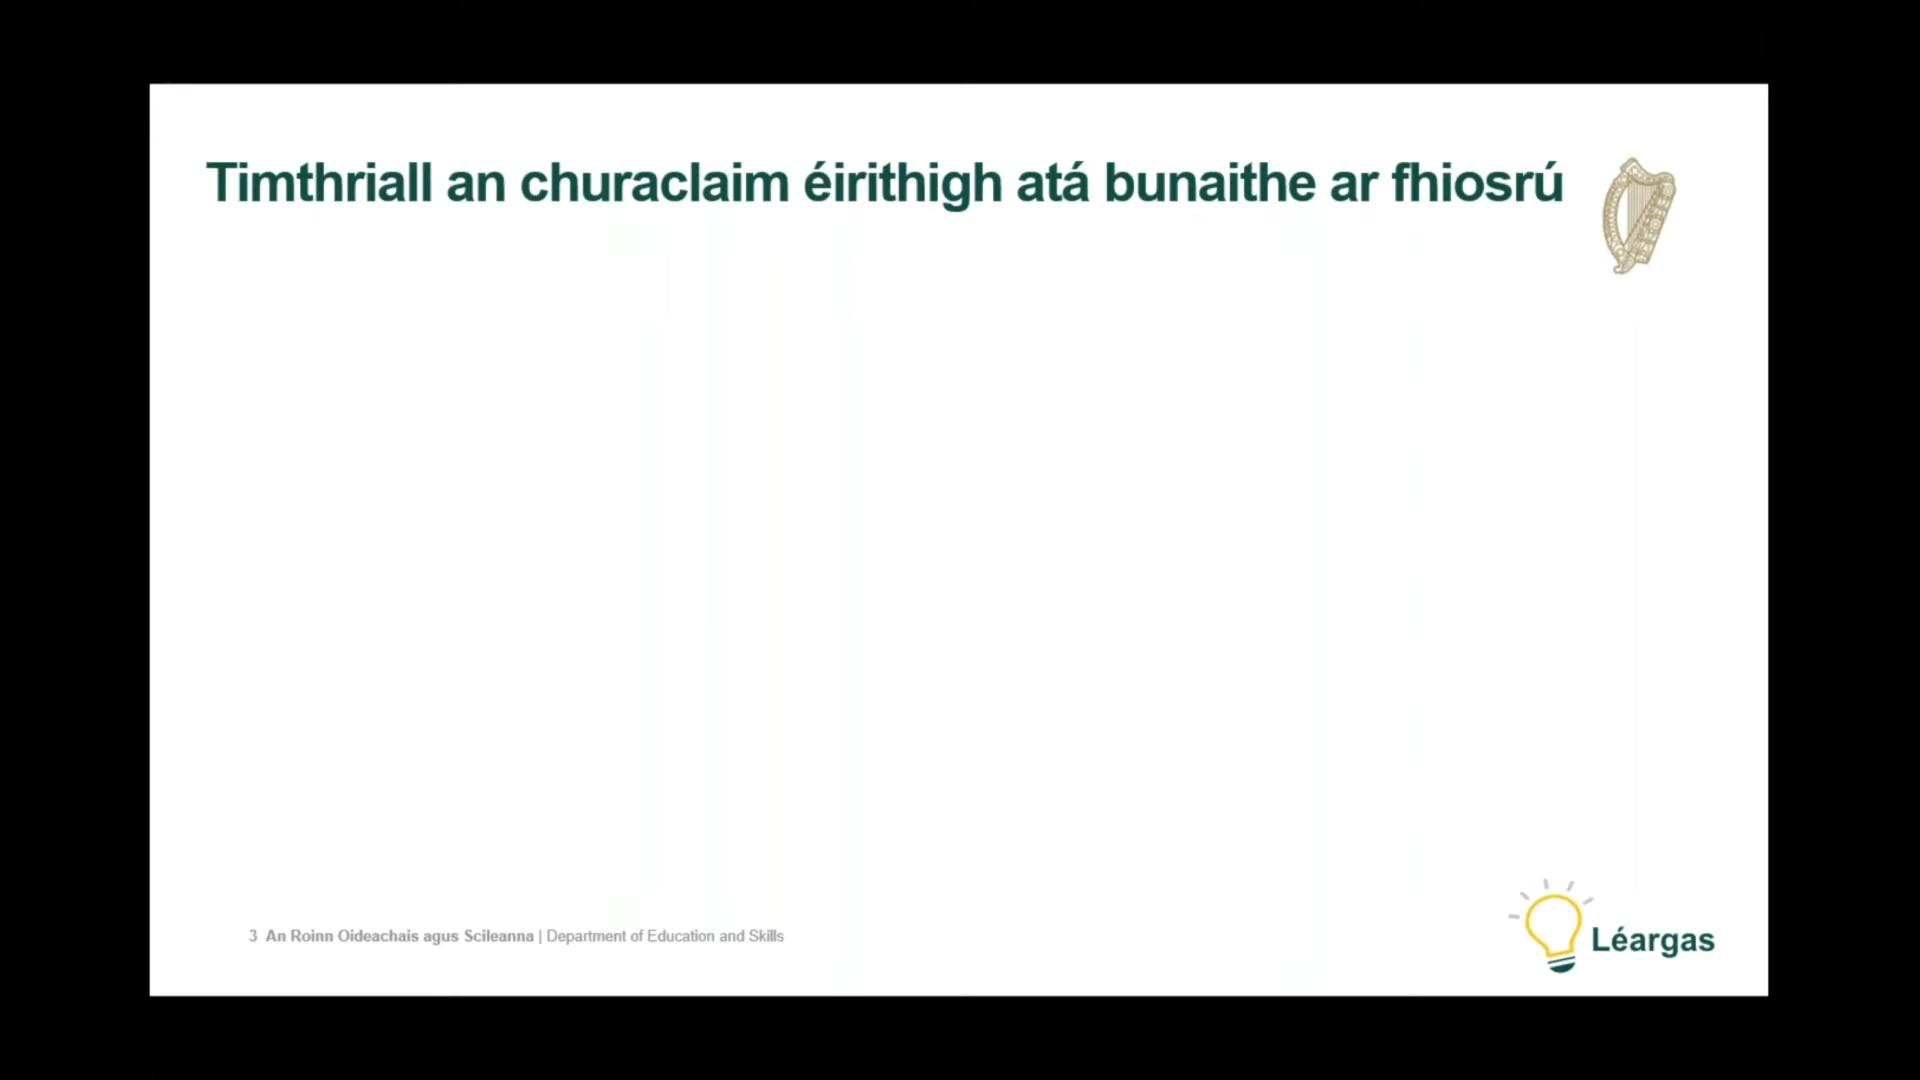 Timthriall an churaclaim éirithigh atá bunaithe ar fhiosrú
3 An Roinn Oideachais agus Scileanna | Department of Education and Skills
Léargas